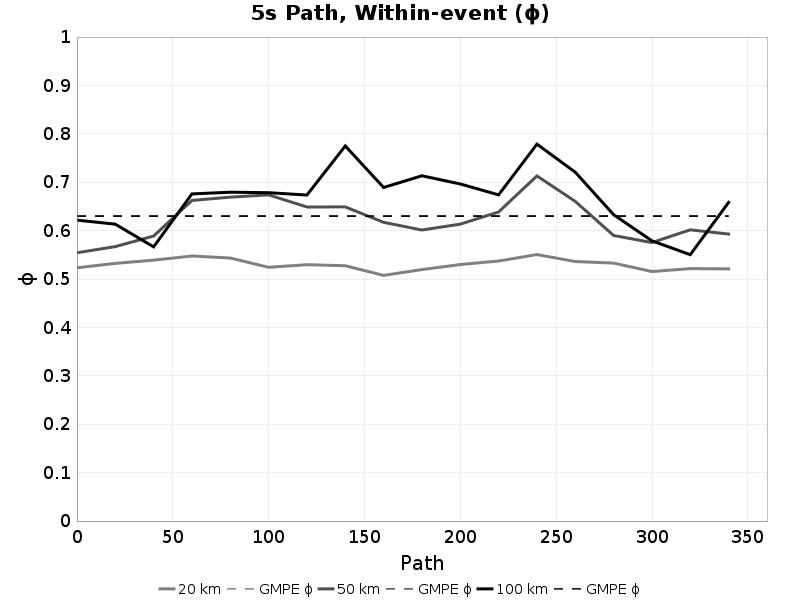 5s Path, Within-event (ϕ)
1
0.9
0.8
0.7
0.6
0.5
0.4
0.3
0.2
0.1
0
ϕ
0 50 100 150 200 250 300 350
Path
20 km GMPE ϕ 50 km GMPE ϕ 100 km GMPE ϕ